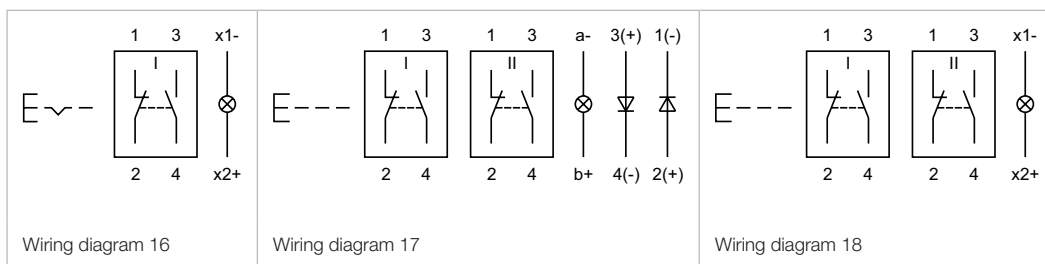 1 3 x1-
I
2 4 x2+
Wiring diagram 16
1 3 1 3 a- 3(+) 1(-)
I II
2 4 2 4 b+ 4(-) 2(+)
Wiring diagram 17
1 3 1 3 x1-
I II
2 4 2 4 x2+
Wiring diagram 18